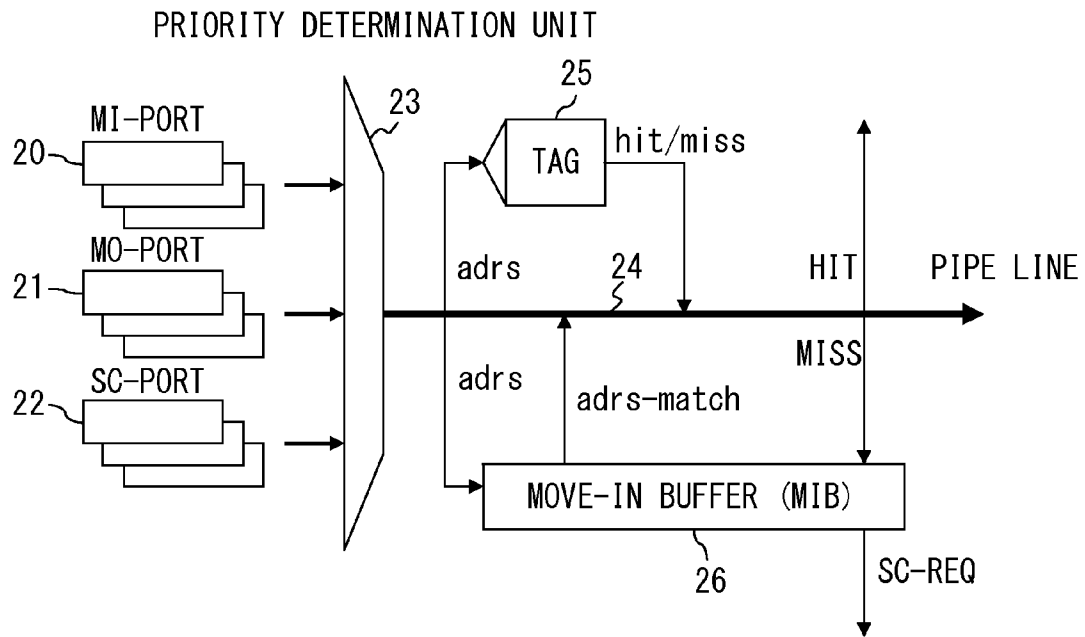 PRIORITY DETERMINATION UNIT
25
23
MI-PORT
20
TAG
hit/miss
MO-PORT
21
adrs
24
HIT
PIPE LINE
MISS
SC-PORT
22
adrs
adrs-match
MOVE-IN BUFFER (MIB)
26
SC-REQ